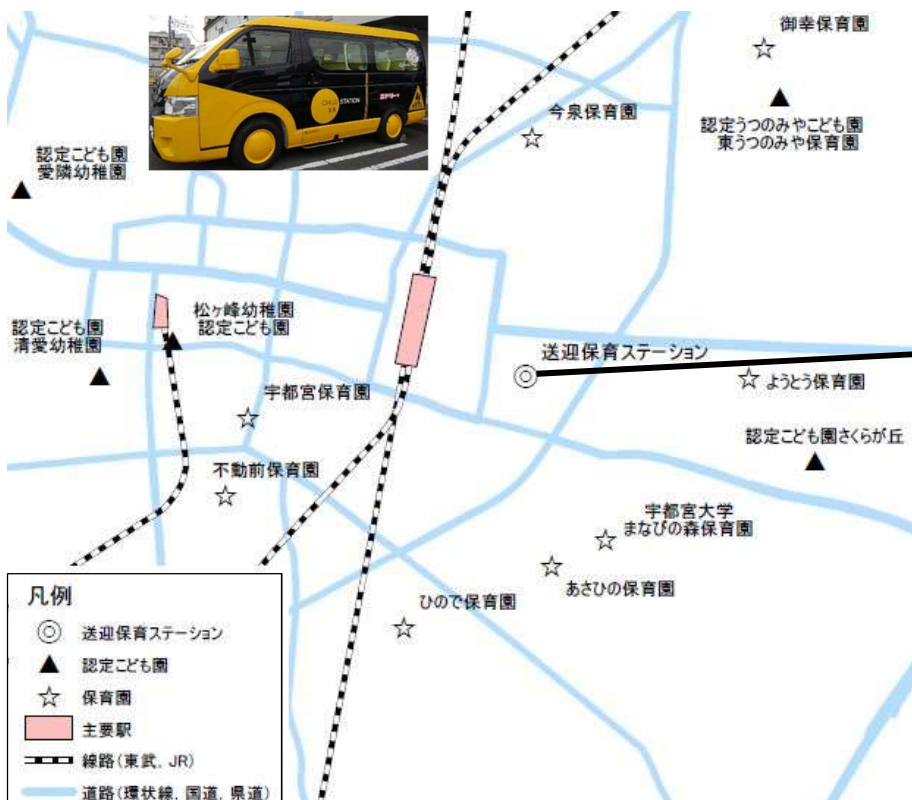 御幸保育園
今泉保育園
認定うつのみやこども園
東うつのみや保育園
認定こども園
愛隣幼稚園
松ヶ峰幼稚園
認定こども園
認定こども園
清愛幼稚園
送迎保育ステーション
ようとう保育園
宇都宮保育園
認定こども園さくらが丘
不動前保育園
宇都宮大学
まなびの森保育園
あさひの保育園
ひので保育園
凡例
送迎保育ステーション
認定こども園
保育園
主要駅
線路(東武, JR)
道路(環状線, 国道, 県道)
STATION